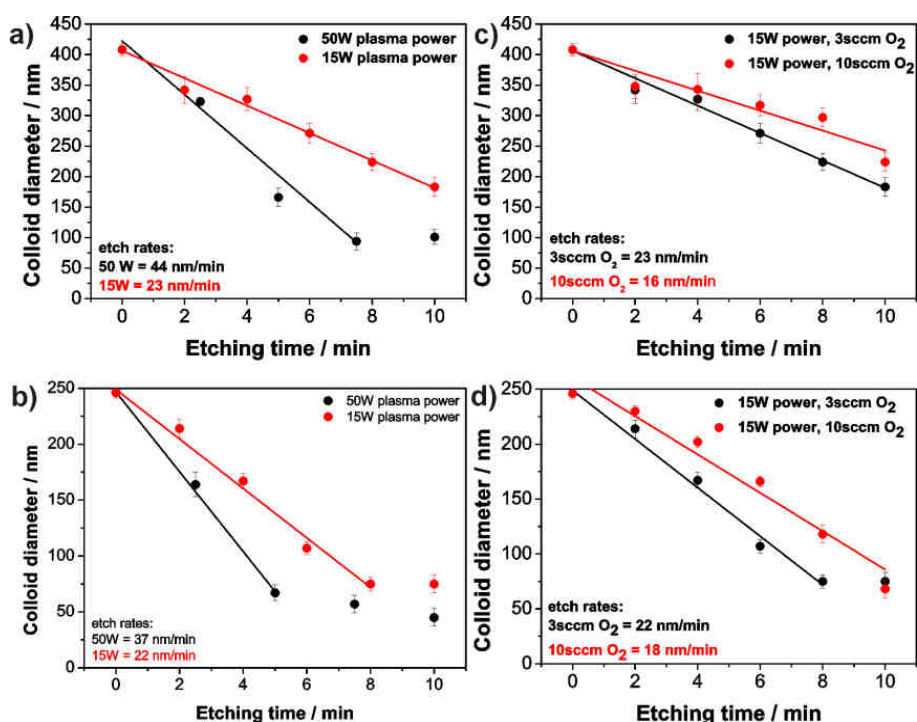 a)
450
400
350
300
250
200
150
100
50
0
Colloid diameter / nm
50W plasma power
15W plasma power
etch rates:
50 W = 44 nm/min
15W = 23 nm/min
0 2 4 6 8 10
Etching time / min
c)
450
400
350
300
250
200
150
100
50
0
Colloid diameter / nm
15W power, 3sccm O2
15W power, 10sccm O2
etch rates:
3sccm O2 = 23 nm/min
10sccm O2 = 16 nm/min
0 2 4 6 8 10
Etching time / min
b)
250
200
150
100
50
0
Colloid diameter / nm
50W plasma power
15W plasma power
etch rates:
50W = 37 nm/min
15W = 22 nm/min
0 2 4 6 8 10
Etching time / min
d)
250
200
150
100
50
0
Colloid diameter / nm
15W power, 3sccm O2
15W power, 10sccm O2
etch rates:
3sccm O2 = 22 nm/min
10sccm O2 = 18 nm/min
0 2 4 6 8 10
Etching time / min